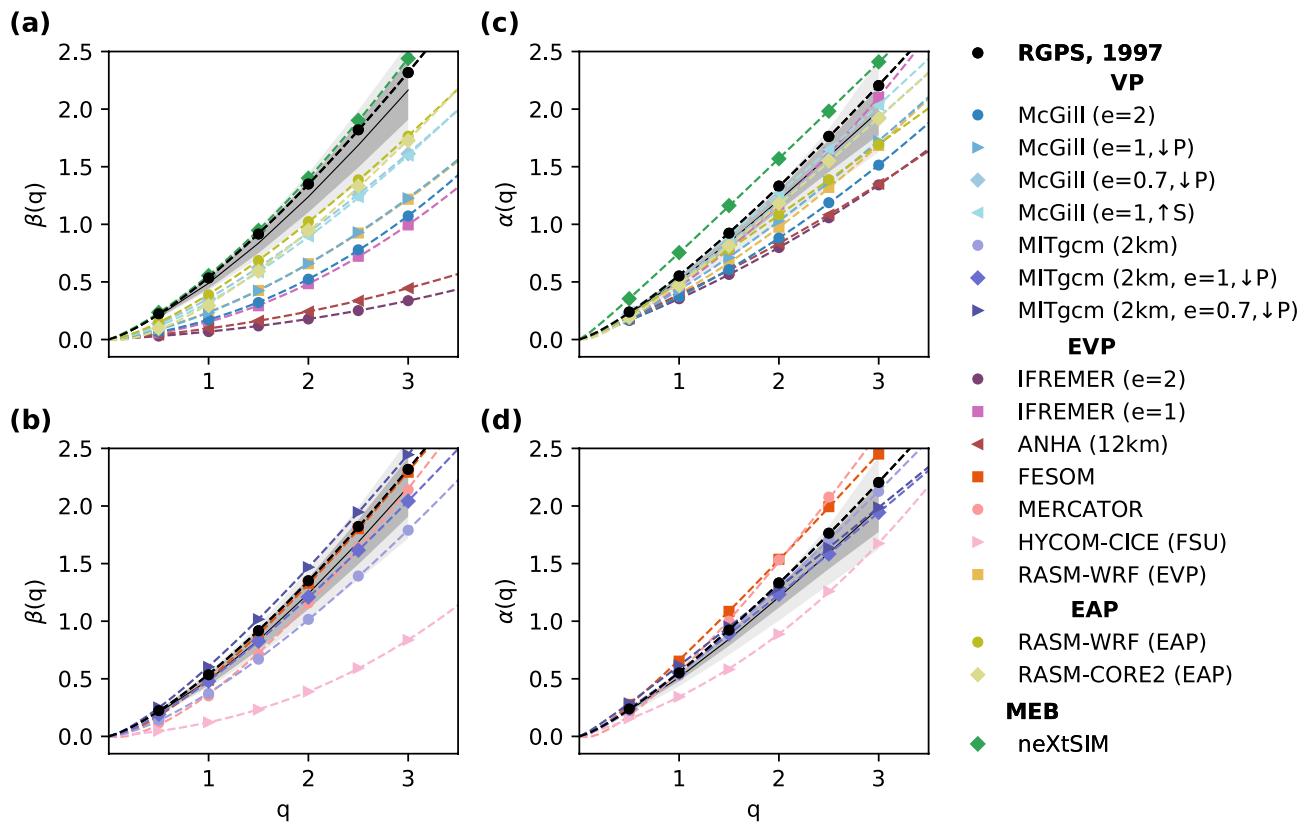 (a)
β(q)
2.5
2.0
1.5
1.0
0.5
0.0
1
2
3
(c)
α(q)
2.5
2.0
1.5
1.0
0.5
0.0
1
2
3
(b)
β(q)
2.5
2.0
1.5
1.0
0.5
0.0
1
2
3
q
(d)
α(q)
2.5
2.0
1.5
1.0
0.5
0.0
1
2
3
q
RGPS, 1997
VP
McGill (e=2)
McGill (e=1,↓P)
McGill (e=0.7,↓P)
McGill (e=1,↑S)
MITgcm (2km)
MITgcm (2km, e=1,↓P)
MITgcm (2km, e=0.7,↓P)
EVP
IFREMER (e=2)
IFREMER (e=1)
ANHA (12km)
FESOM
MERCATOR
HYCOM-CICE (FSU)
RASM-WRF (EVP)
EAP
RASM-WRF (EAP)
RASM-CORE2 (EAP)
MEB
neXtSIM